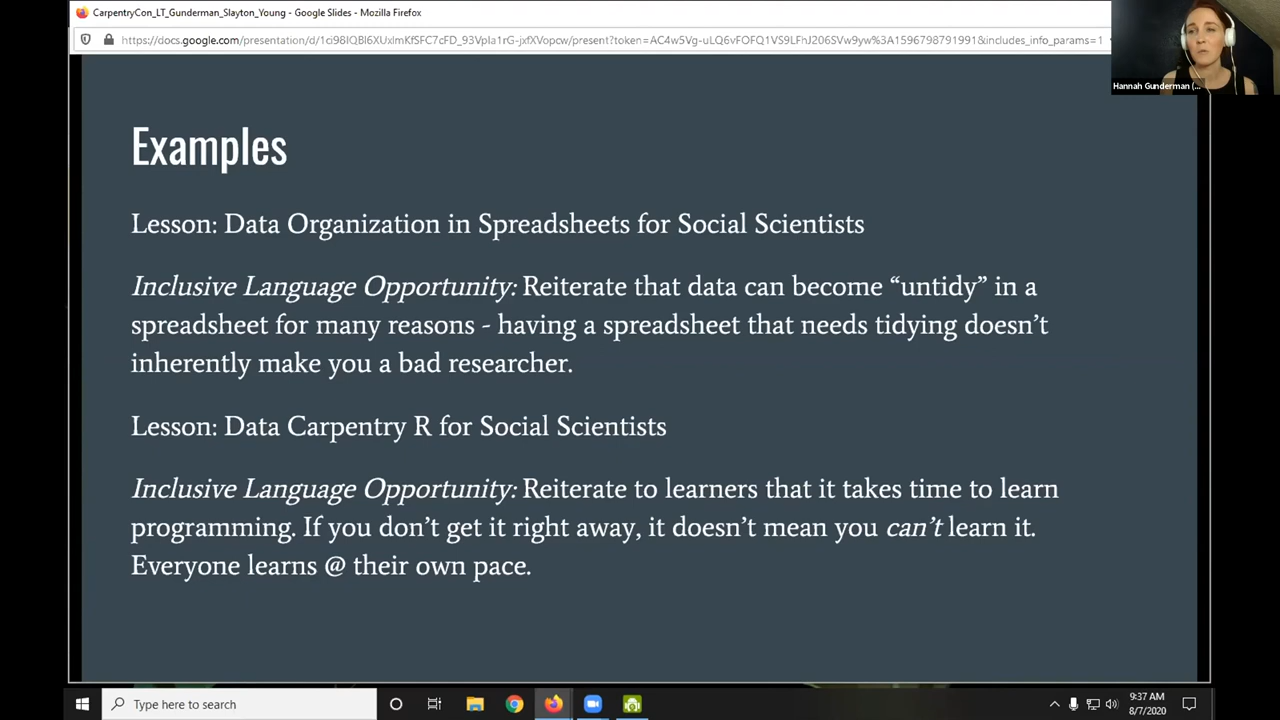 CarpentryCon_LT_Gunderman_Slayton_Young - Google Slides - Mozilla Firefox
Hannah Gunderman (...
Examples
Lesson: Data Organization in Spreadsheets for Social Scientists
Inclusive Language Opportunity: Reiterate that data can become “untidy” in a
spreadsheet for many reasons - having a spreadsheet that needs tidying doesn’t
inherently make you a bad researcher.
Lesson: Data Carpentry R for Social Scientists
Inclusive Language Opportunity: Reiterate to learners that it takes time to learn
programming. If you don’t get it right away, it doesn’t mean you can’t learn it.
Everyone learns @ their own pace.
Type here to search
9:37 AM
8/7/2020